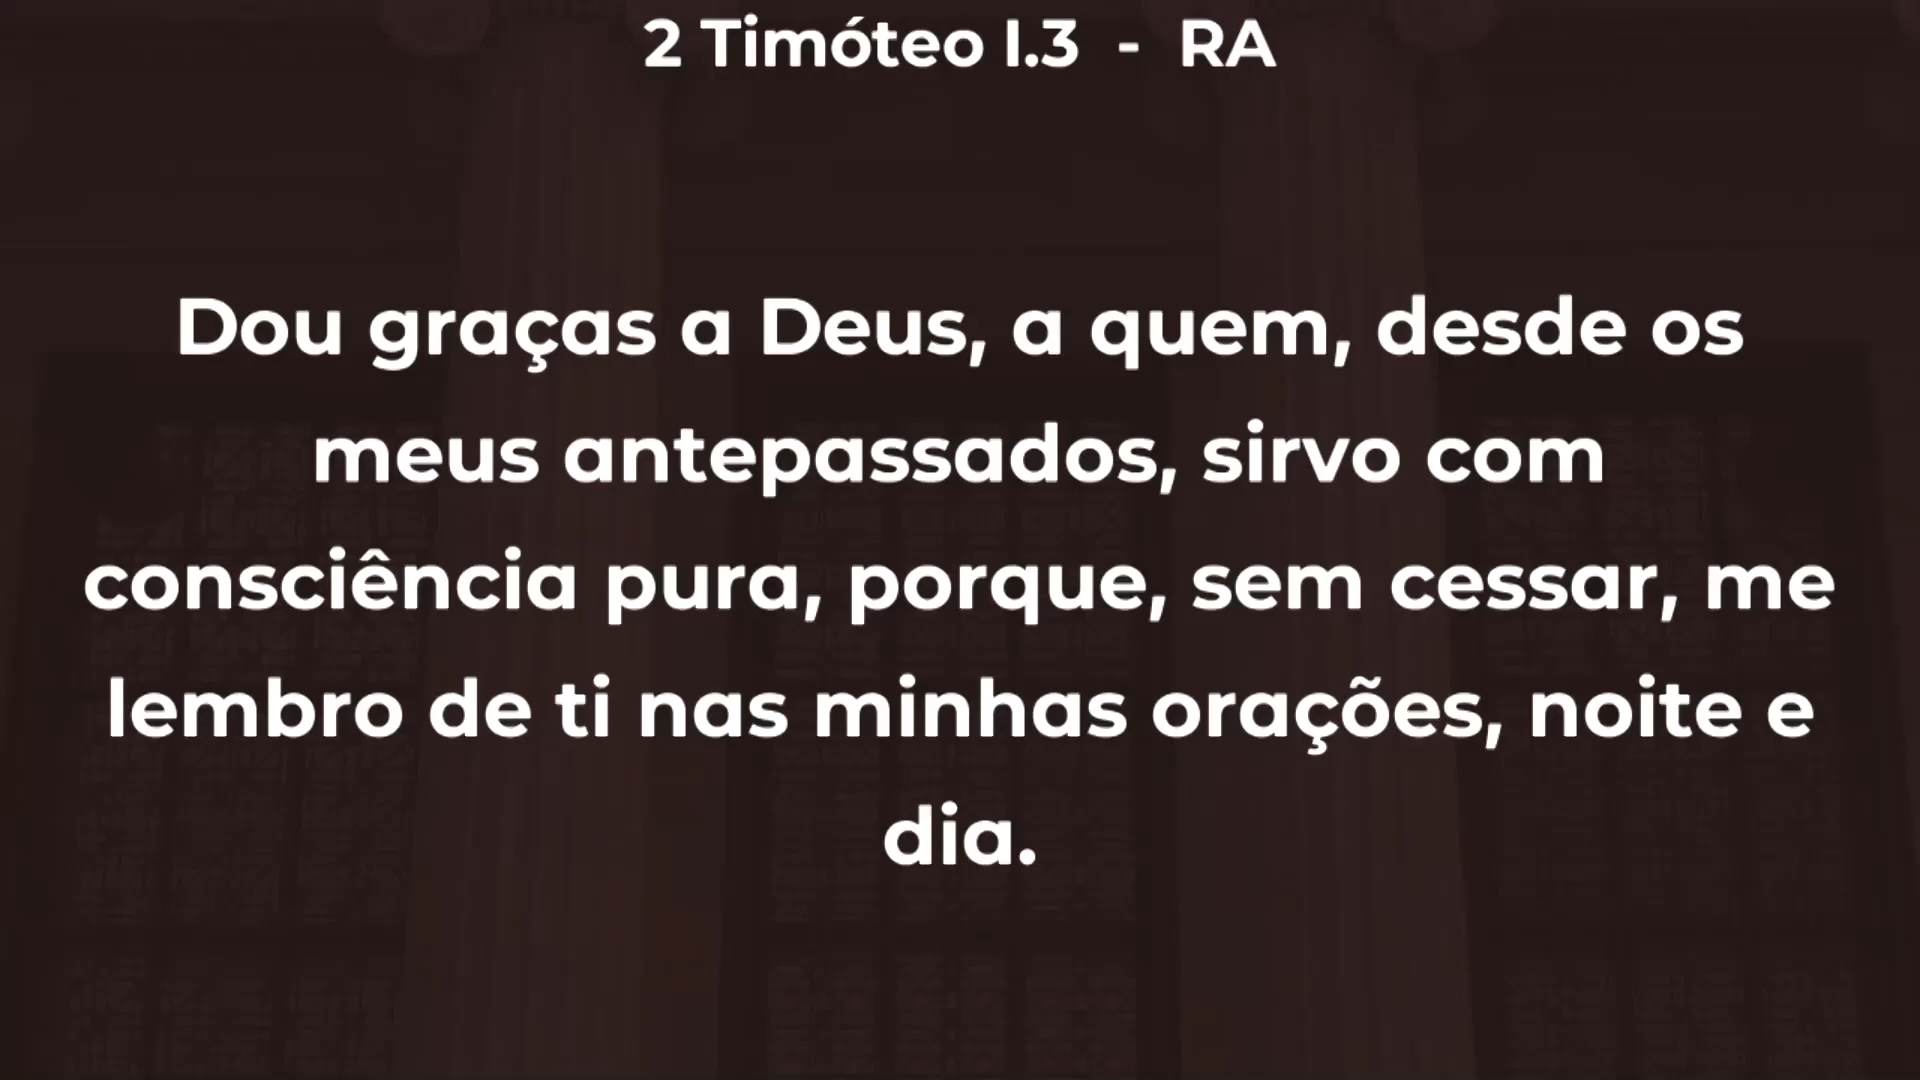 2 Timóteo I.3 - RA
Dou graças a Deus, a quem, desde os
meus antepassados, sirvo com
consciência pura, porque, sem cessar, me
lembro de ti nas minhas orações, noite e
dia.